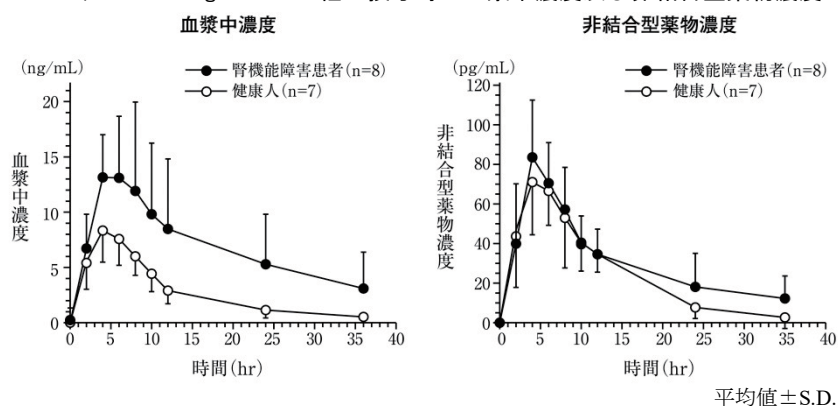 血漿中濃度
(ng/mL)
腎機能障害患者(n=8)
健康人(n=7)
血漿中濃度
20
15
10
5
0
0 5 10 15 20 25 30 35 40
時間(hr)
非結合型薬物濃度
(pg/mL)
腎機能障害患者(n=8)
健康人(n=7)
非結合型薬物濃度
120
100
80
60
40
20
0
0 5 10 15 20 25 30 35 40
時間(hr)
平均値±S.D.